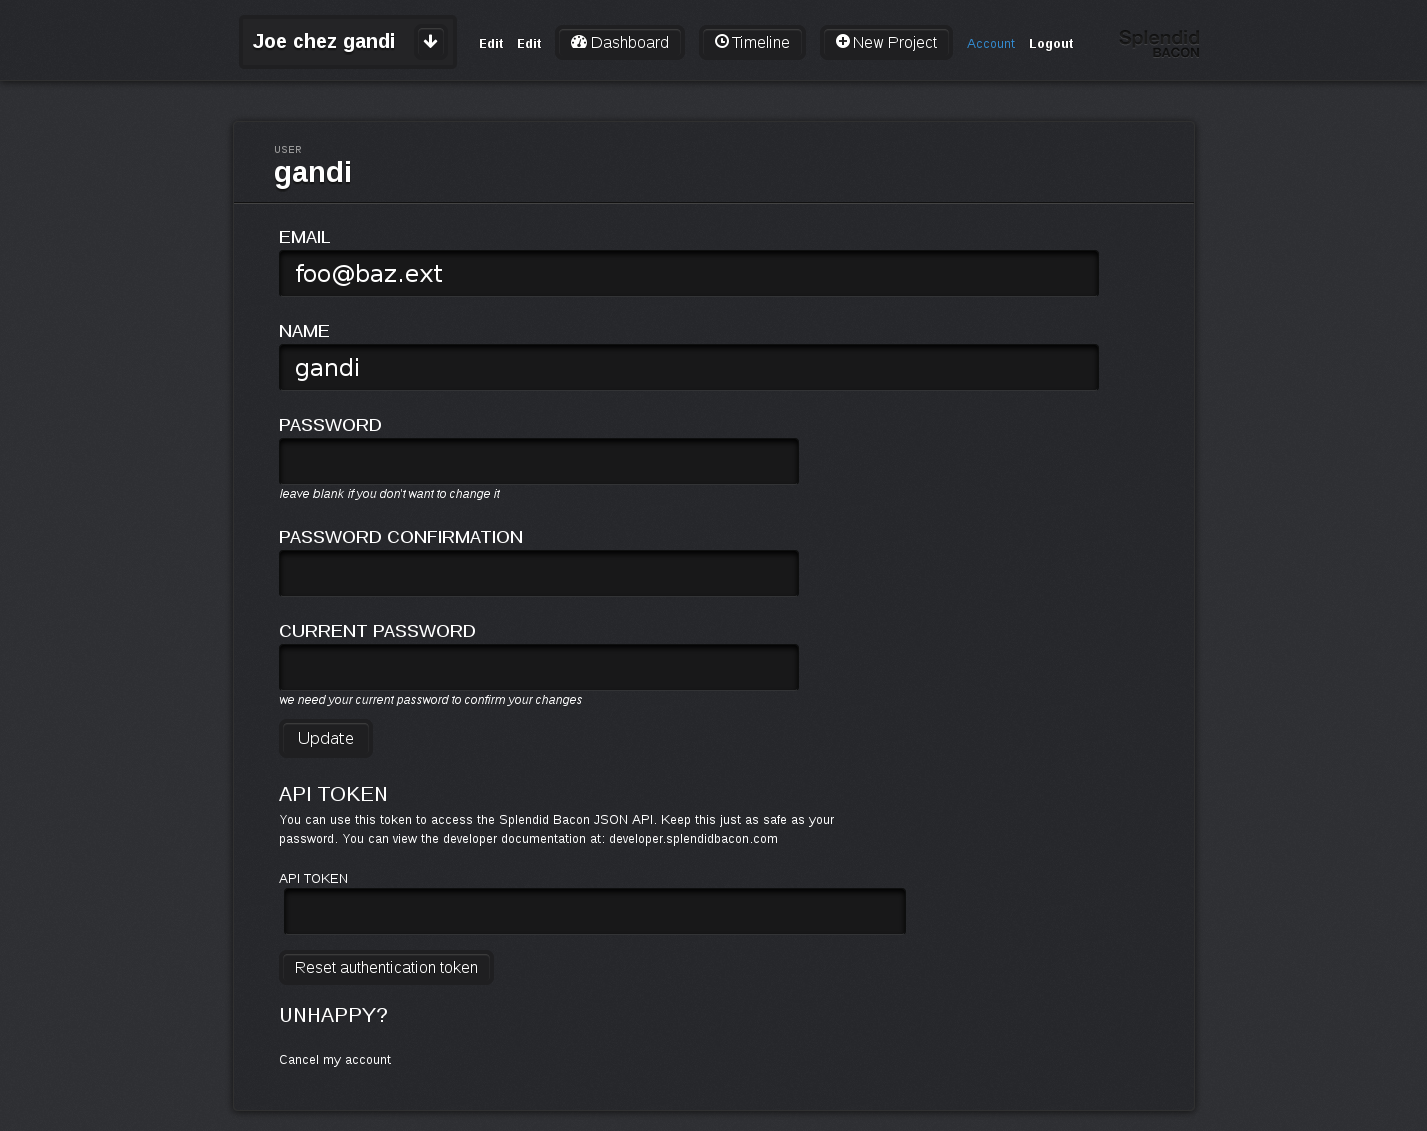 Joe chez gandi
Edit Edit Dashboard Timeline New Project Account Logout
Splendid
BACON
USER
gandi
EMAIL
foo@baz.ext
NAME
gandi
PASSWORD
leave blank if you don't want to change it
PASSWORD CONFIRMATION
CURRENT PASSWORD
we need your current password to confirm your changes
Update
API TOKEN
You can use this token to access the Splendid Bacon JSON API. Keep this just as safe as your
password. You can view the developer documentation at: developer.splendidbacon.com
API TOKEN
Reset authentication token
UNHAPPY?
Cancel my account